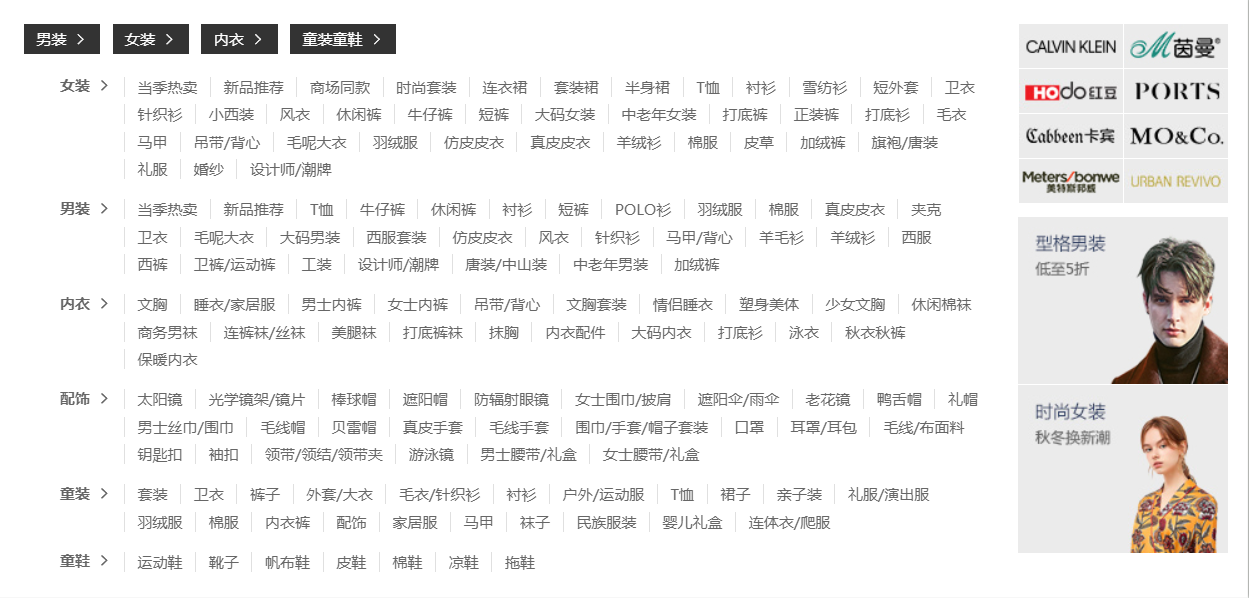 男装 女装 内衣 童装童鞋
女装 当季热卖 新品推荐 商场同款 时尚套装 连衣裙 套装裙 半身裙 T恤 衬衫 雪纺衫 短外套 卫衣
针织衫 小西装 风衣 休闲裤 牛仔裤 短裤 大码女装 中老年女装 打底裤 正装裤 打底衫 毛衣
马甲 吊带/背心 毛呢大衣 羽绒服 仿皮皮衣 真皮皮衣 羊绒衫 棉服 皮草 加绒裤 旗袍/唐装
礼服 婚纱 设计师/潮牌
男装 当季热卖 新品推荐 T恤 牛仔裤 休闲裤 衬衫 短裤 POLO衫 羽绒服 棉服 真皮皮衣 夹克
卫衣 毛呢大衣 大码男装 西服套装 仿皮皮衣 风衣 针织衫 马甲/背心 羊毛衫 羊绒衫 西服
西裤 卫裤/运动裤 工装 设计师/潮牌 唐装/中山装 中老年男装 加绒裤
内衣 文胸 睡衣/家居服 男士内裤 女士内裤 吊带/背心 文胸套装 情侣睡衣 塑身美体 少女文胸 休闲棉袜
商务男袜 连裤袜/丝袜 美腿袜 打底裤袜 抹胸 内衣配件 大码内衣 打底衫 泳衣 秋衣秋裤
保暖内衣
配饰 太阳镜 光学镜架/镜片 棒球帽 遮阳帽 防辐射眼镜 女士围巾/披肩 遮阳伞/雨伞 老花镜 鸭舌帽 礼帽
男士丝巾/围巾 毛线帽 贝雷帽 真皮手套 毛线手套 围巾/手套/帽子套装 口罩 耳罩/耳包 毛线/布面料
钥匙扣 袖扣 领带/领结/领带夹 游泳镜 男士腰带/礼盒 女士腰带/礼盒
童装 套装 卫衣 裤子 外套/大衣 毛衣/针织衫 衬衫 户外/运动服 T恤 裙子 亲子装 礼服/演出服
羽绒服 棉服 内衣裤 配饰 家居服 马甲 袜子 民族服装 婴儿礼盒 连体衣/爬服
童鞋 运动鞋 靴子 帆布鞋 皮鞋 棉鞋 凉鞋 拖鞋
CALVIN KLEIN 茵曼®
HOdo 红豆 PORTS
Cabbeen卡宾 MO&Co.
Meters/bonwe 美特斯邦威 URBAN REVIVO
型格男装
低至5折
时尚女装
秋冬换新潮